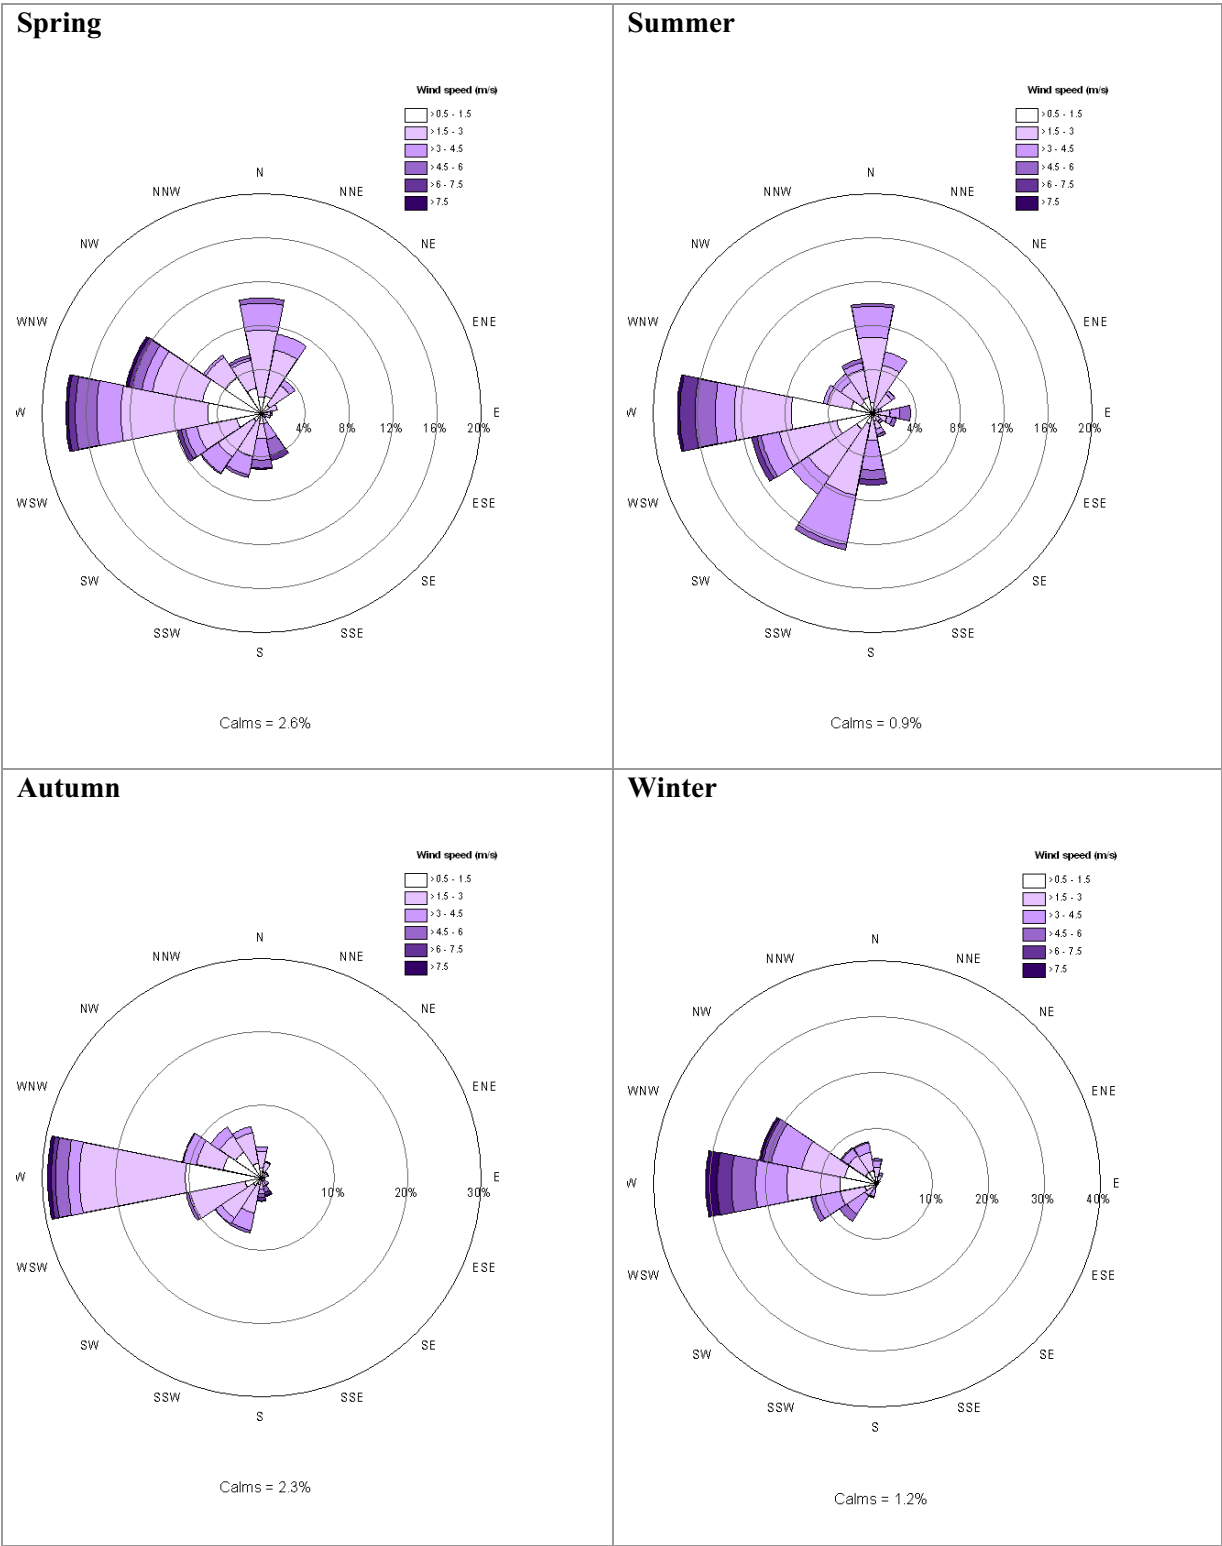 Spring
Wind speed (m/s)
>0.5 - 1.5
>1.5 - 3
>3 - 4.5
>4.5 - 6
>6 - 7.5
>7.5
N
NNW
NNE
NW
NE
WNW
ENE
W
4%
8%
12%
16%
20%
E
WSW
ESE
SW
SE
SSW
SSE
S
Calms = 2.6%
Summer
Wind speed (m/s)
>0.5 - 1.5
>1.5 - 3
>3 - 4.5
>4.5 - 6
>6 - 7.5
>7.5
N
NNW
NNE
NW
NE
WNW
ENE
W
4%
8%
12%
16%
20%
E
WSW
ESE
SW
SE
SSW
SSE
S
Calms = 0.9%
Autumn
Wind speed (m/s)
>0.5 - 1.5
>1.5 - 3
>3 - 4.5
>4.5 - 6
>6 - 7.5
>7.5
N
NNW
NNE
NW
NE
WNW
ENE
W
10%
20%
30%
E
WSW
ESE
SW
SE
SSW
SSE
S
Calms = 2.3%
Winter
Wind speed (m/s)
>0.5 - 1.5
>1.5 - 3
>3 - 4.5
>4.5 - 6
>6 - 7.5
>7.5
N
NNW
NNE
NW
NE
WNW
ENE
W
10%
20%
30%
40%
E
WSW
ESE
SW
SE
SSW
SSE
S
Calms = 1.2%